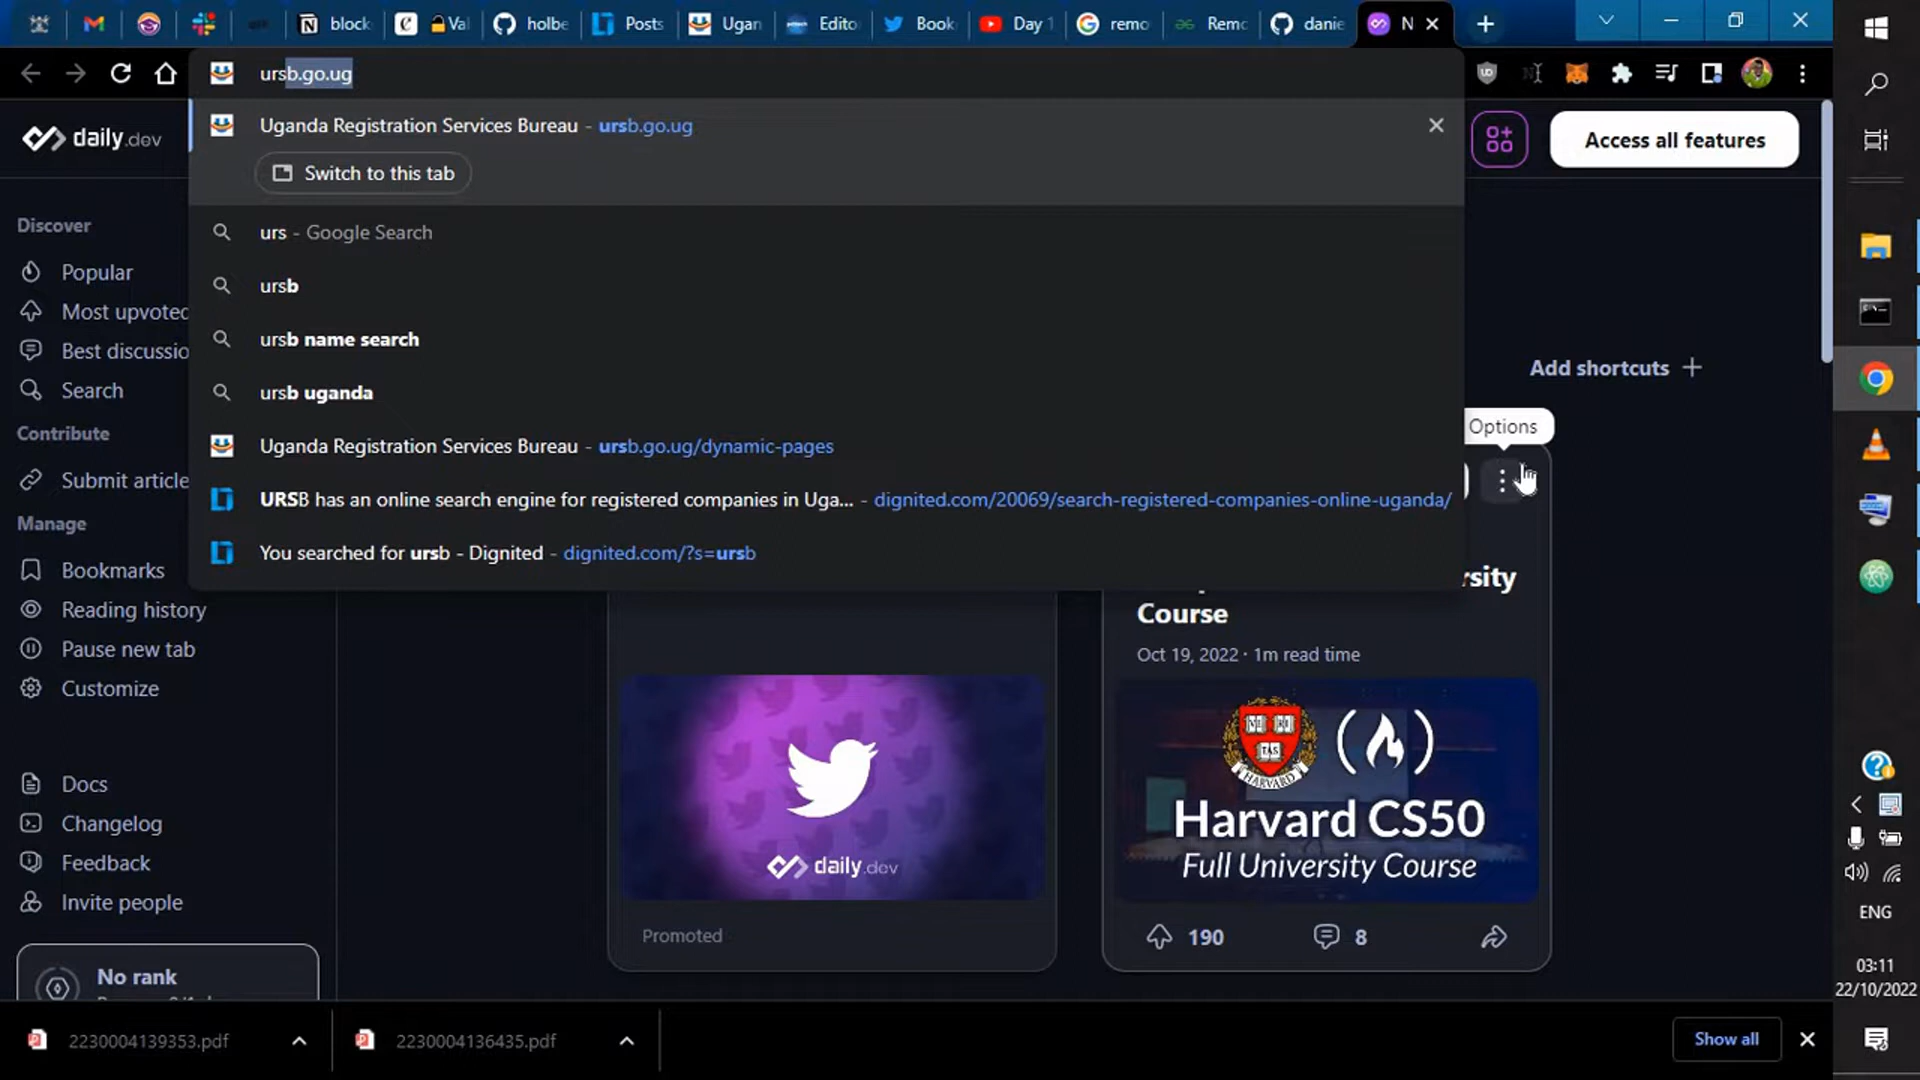 block
Val
holbe
Posts
Ugan
Edito
Book
Day 1
remo
Remo
danie
N
ursb.go.ug
Uganda Registration Services Bureau - ursb.go.ug
Switch to this tab
urs - Google Search
ursb
ursb name search
ursb uganda
Uganda Registration Services Bureau - ursb.go.ug/dynamic-pages
URSB has an online search engine for registered companies in Uga... - dignited.com/20069/search-registered-companies-online-uganda/
You searched for ursb - Dignited - dignited.com/?s=ursb
daily.dev
Access all features
Discover
Popular
Most upvoted
Best discussio
Search
Contribute
Submit article
Manage
Bookmarks
Reading history
Pause new tab
Customize
Docs
Changelog
Feedback
Invite people
No rank
Add shortcuts +
Options
rsity
Course
Oct 19, 2022 · 1m read time
daily.dev
Promoted
HARVARD
Harvard CS50
Full University Course
190
8
2230004139353.pdf
2230004136435.pdf
Show all
ENG
03:11
22/10/2022